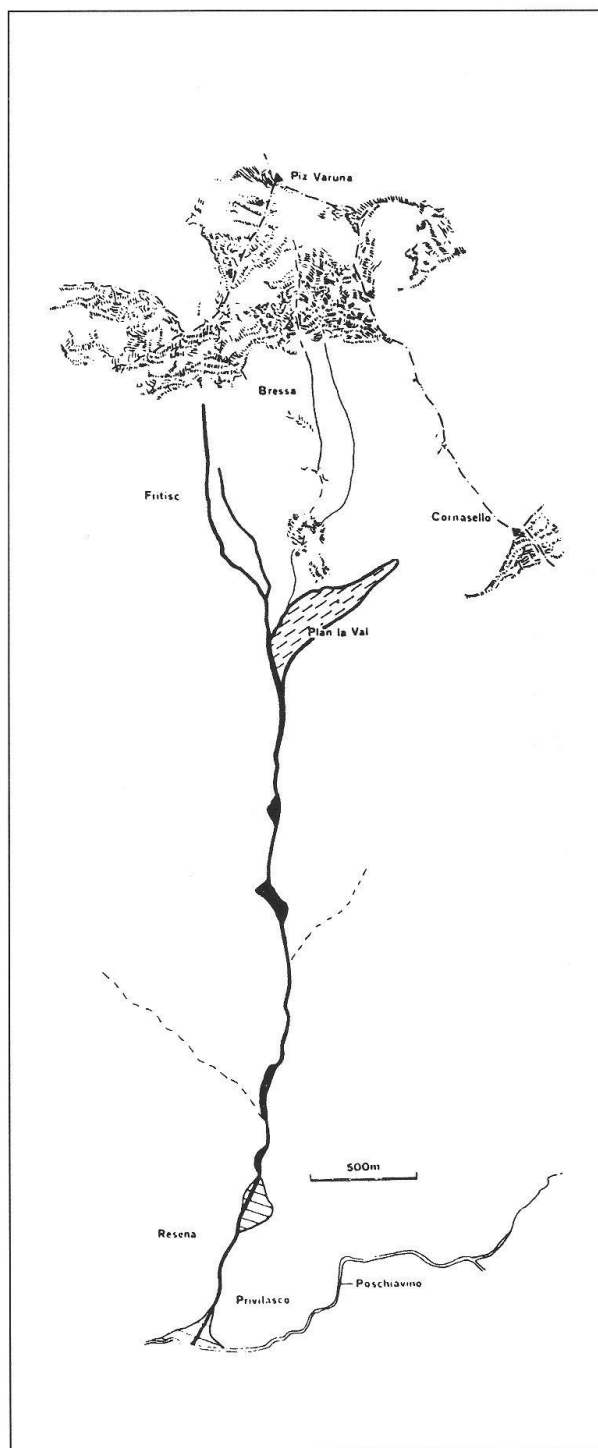 Piz Varuna
Bressa
Fritisc
Cornasello
Plan la Val
500m
Resena
Privilasco
Poschiavino